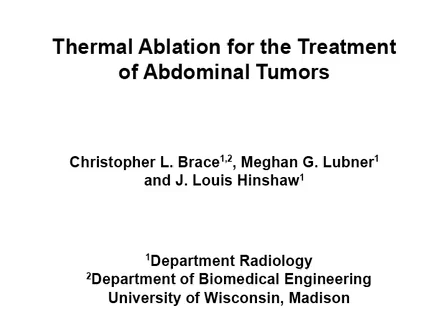 Thermal Ablation for the Treatment
of Abdominal Tumors
Christopher L. Brace¹,², Meghan G. Lubner¹
and J. Louis Hinshaw¹
¹Department Radiology
²Department of Biomedical Engineering
University of Wisconsin, Madison